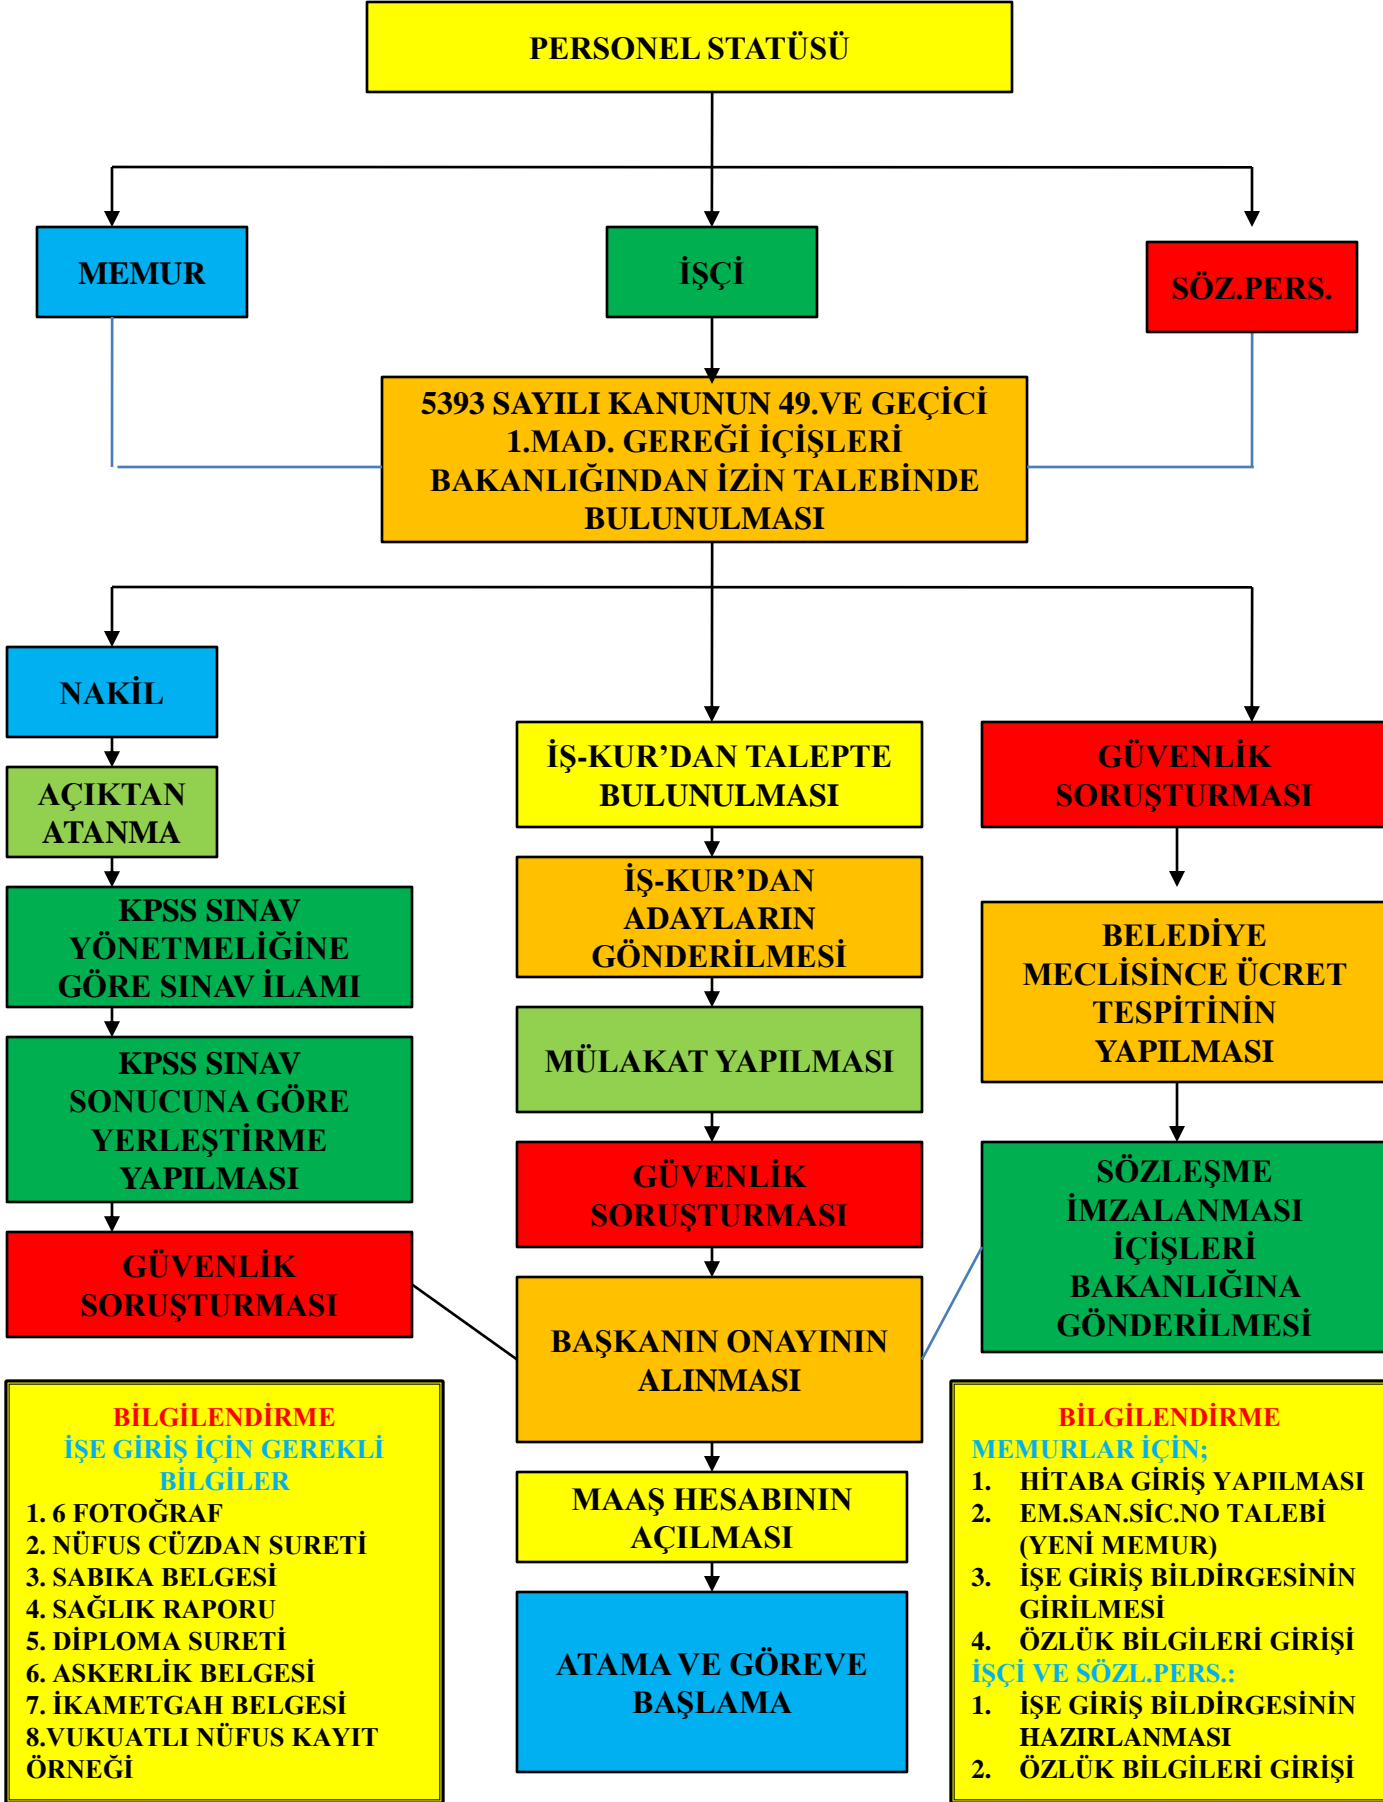 PERSONEL STATÜSÜ
MEMUR
İŞÇİ
SÖZ.PERS.
5393 SAYILI KANUNUN 49.VE GEÇİCİ
1.MAD. GEREĞİ İÇİŞLERİ
BAKANLIĞINDAN İZİN TALEBİNDE
BULUNULMASI
NAKİL
AÇIKTAN
ATANMA
KPSS SINAV
YÖNETMELİĞİNE
GÖRE SINAV İLAMI
KPSS SINAV
SONUCUNA GÖRE
YERLEŞTİRME
YAPILMASI
GÜVENLİK
SORUŞTURMASI
İŞ-KUR’DAN TALEPTE
BULUNULMASI
İŞ-KUR’DAN
ADAYLARIN
GÖNDERİLMESİ
MÜLAKAT YAPILMASI
GÜVENLİK
SORUŞTURMASI
BAŞKANIN ONAYININ
ALINMASI
MAAŞ HESABININ
AÇILMASI
ATAMA VE GÖREVE
BAŞLAMA
GÜVENLİK
SORUŞTURMASI
BELEDİYE
MECLİSİNCE ÜCRET
TESPİTİNİN
YAPILMASI
SÖZLEŞME
İMZALANMASI
İÇİŞLERİ
BAKANLIĞINA
GÖNDERİLMESİ
BİLGİLENDİRME
İŞE GİRİŞ İÇİN GEREKLİ
BİLGİLER
1. 6 FOTOĞRAF
2. NÜFUS CÜZDAN SURETİ
3. SABIKA BELGESİ
4. SAĞLIK RAPORU
5. DİPLOMA SURETİ
6. ASKERLİK BELGESİ
7. İKAMETGAH BELGESİ
8.VUKUATLI NÜFUS KAYIT
ÖRNEĞİ
BİLGİLENDİRME
MEMURLAR İÇİN;
1. HİTABA GİRİŞ YAPILMASI
2. EM.SAN.SİC.NO TALEBİ
(YENİ MEMUR)
3. İŞE GİRİŞ BİLDİRGESİNİN
GİRİLMESİ
4. ÖZLÜK BİLGİLERİ GİRİŞİ
İŞÇİ VE SÖZL.PERS.:
1. İŞE GİRİŞ BİLDİRGESİNİN
HAZIRLANMASI
2. ÖZLÜK BİLGİLERİ GİRİŞİ